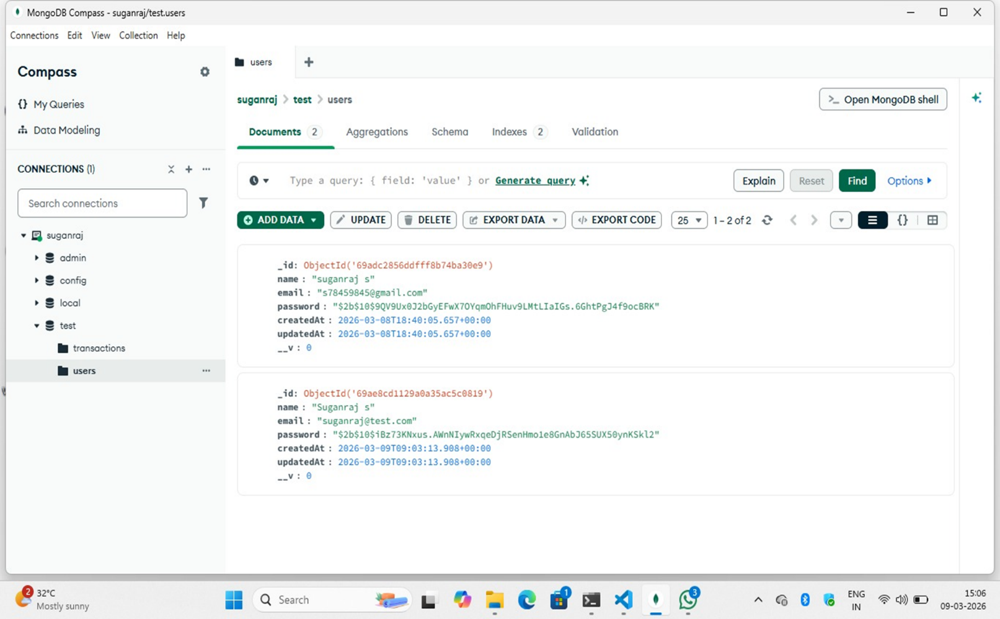 MongoDB Compass - suganraj/test.users
Connections Edit View Collection Help
Compass
{} My Queries
Data Modeling
CONNECTIONS (1)
Search connections
suganraj
admin
config
local
test
transactions
users
users
suganraj > test > users
>_ Open MongoDB shell
Documents 2 Aggregations Schema Indexes 2 Validation
Type a query: { field: 'value' } or Generate query
Explain Reset Find Options
ADD DATA UPDATE DELETE EXPORT DATA </> EXPORT CODE 25 1 – 2 of 2 {}
_id: ObjectId('69adc2856ddfff8b74ba30e9')
name : "suganraj s"
email : "s78459845@gmail.com"
password : "$2b$10$9QV9Ux0J2bGyEFwX7OYqmOhFHuv9LMtLIaIGs.6GhtPgJ4f9ocBRK"
createdAt : 2026-03-08T18:40:05.657+00:00
updatedAt : 2026-03-08T18:40:05.657+00:00
__v : 0
_id: ObjectId('69ae8cd1129a0a35ac5c0819')
name : "Suganraj s"
email : "suganraj@test.com"
password : "$2b$10$iBz73KNxus.AWnNIywRxqeDjRSenHmo1e8GnAbJ65SUX50ynKSkl2"
createdAt : 2026-03-09T09:03:13.908+00:00
updatedAt : 2026-03-09T09:03:13.908+00:00
__v : 0
2
32°C
Mostly sunny
Search
1
3
ENG
IN
15:06
09-03-2026